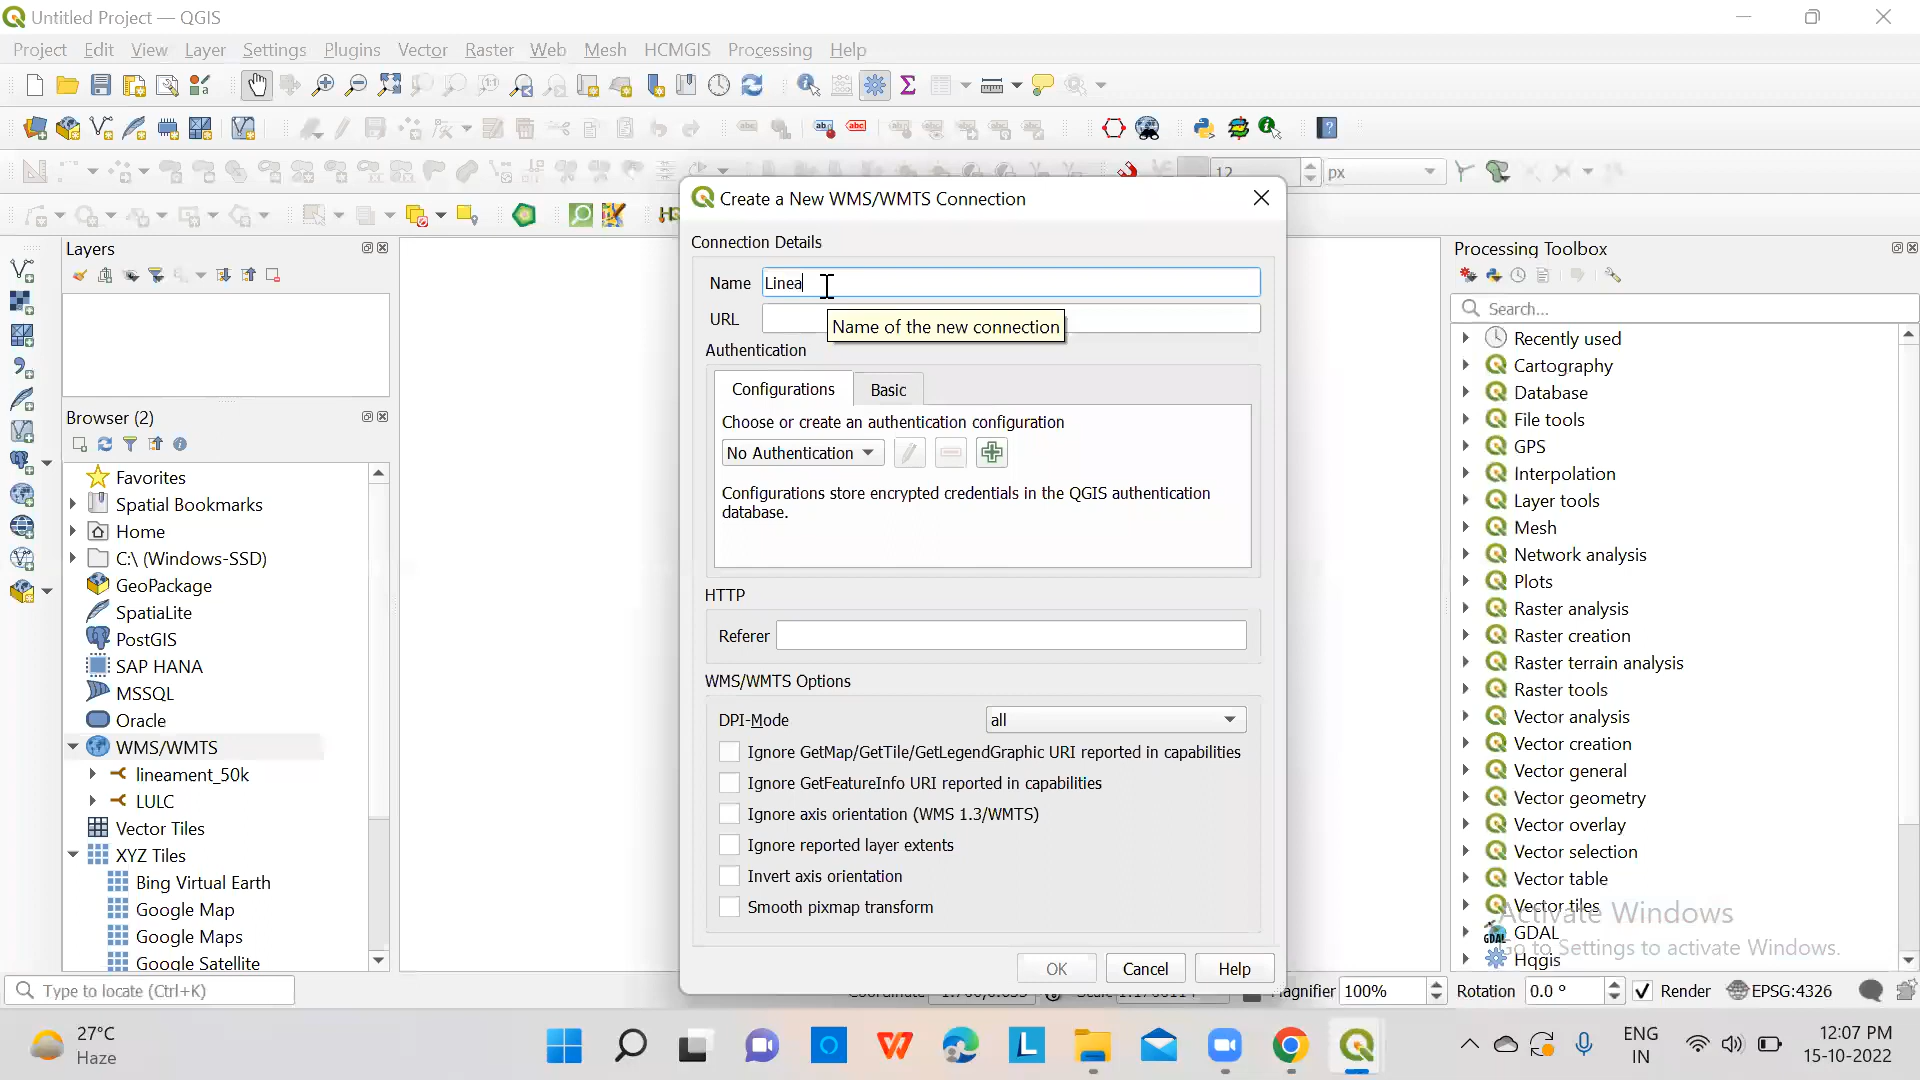 Untitled Project — QGIS
Project Edit View Layer Settings Plugins Vector Raster Web Mesh HCMGIS Processing Help
12 px
Create a New WMS/WMTS Connection
Connection Details
Name Linea
URL
Name of the new connection
Authentication
Configurations Basic
Choose or create an authentication configuration
No Authentication
Configurations store encrypted credentials in the QGIS authentication
database.
HTTP
Referer
WMS/WMTS Options
DPI-Mode all
Ignore GetMap/GetTile/GetLegendGraphic URI reported in capabilities
Ignore GetFeatureInfo URI reported in capabilities
Ignore axis orientation (WMS 1.3/WMTS)
Ignore reported layer extents
Invert axis orientation
Smooth pixmap transform
OK Cancel Help
Layers
Browser (2)
Favorites
Spatial Bookmarks
Home
C:\ (Windows-SSD)
GeoPackage
SpatiaLite
PostGIS
SAP HANA
MSSQL
Oracle
WMS/WMTS
lineament_50k
LULC
Vector Tiles
XYZ Tiles
Bing Virtual Earth
Google Map
Google Maps
Google Satellite
Processing Toolbox
Search...
Recently used
Cartography
Database
File tools
GPS
Interpolation
Layer tools
Mesh
Network analysis
Plots
Raster analysis
Raster creation
Raster terrain analysis
Raster tools
Vector analysis
Vector creation
Vector general
Vector geometry
Vector overlay
Vector selection
Vector table
Vector tiles
GDAL
Hqgis
Activate Windows
Go to Settings to activate Windows.
Type to locate (Ctrl+K)
100% Rotation 0.0 ° Render EPSG:4326
27°C
Haze
ENG
IN
12:07 PM
15-10-2022